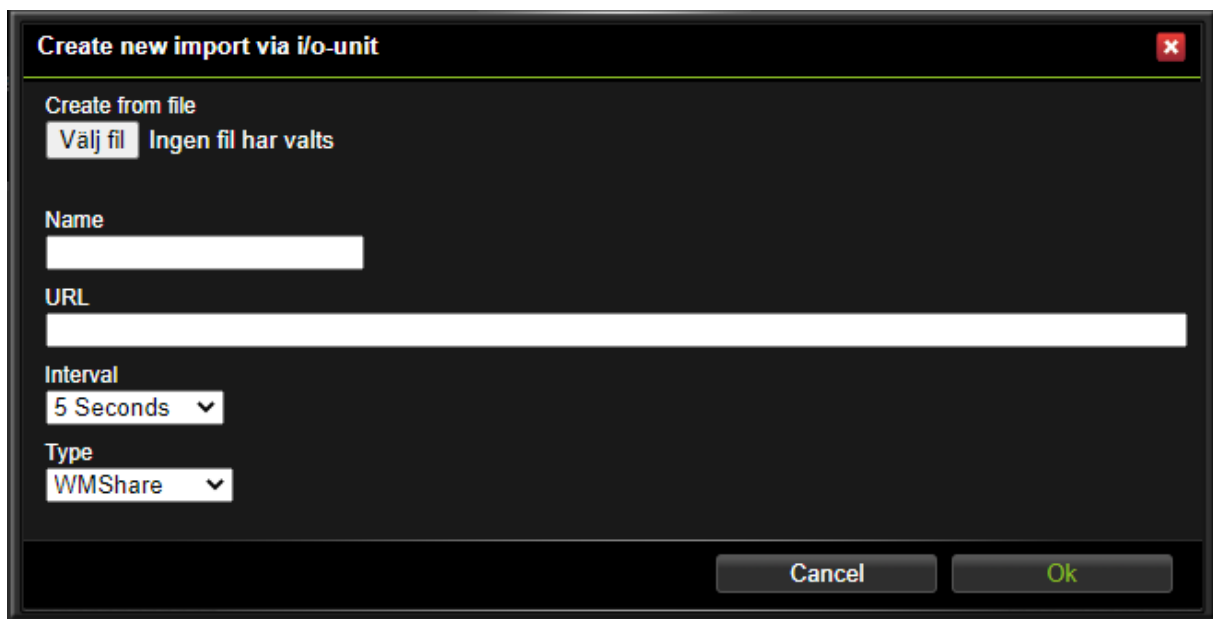 Create new import via i/o-unit
Create from file
Välj fil Ingen fil har valts
Name
URL
Interval
5 Seconds
Type
WMShare
Cancel Ok